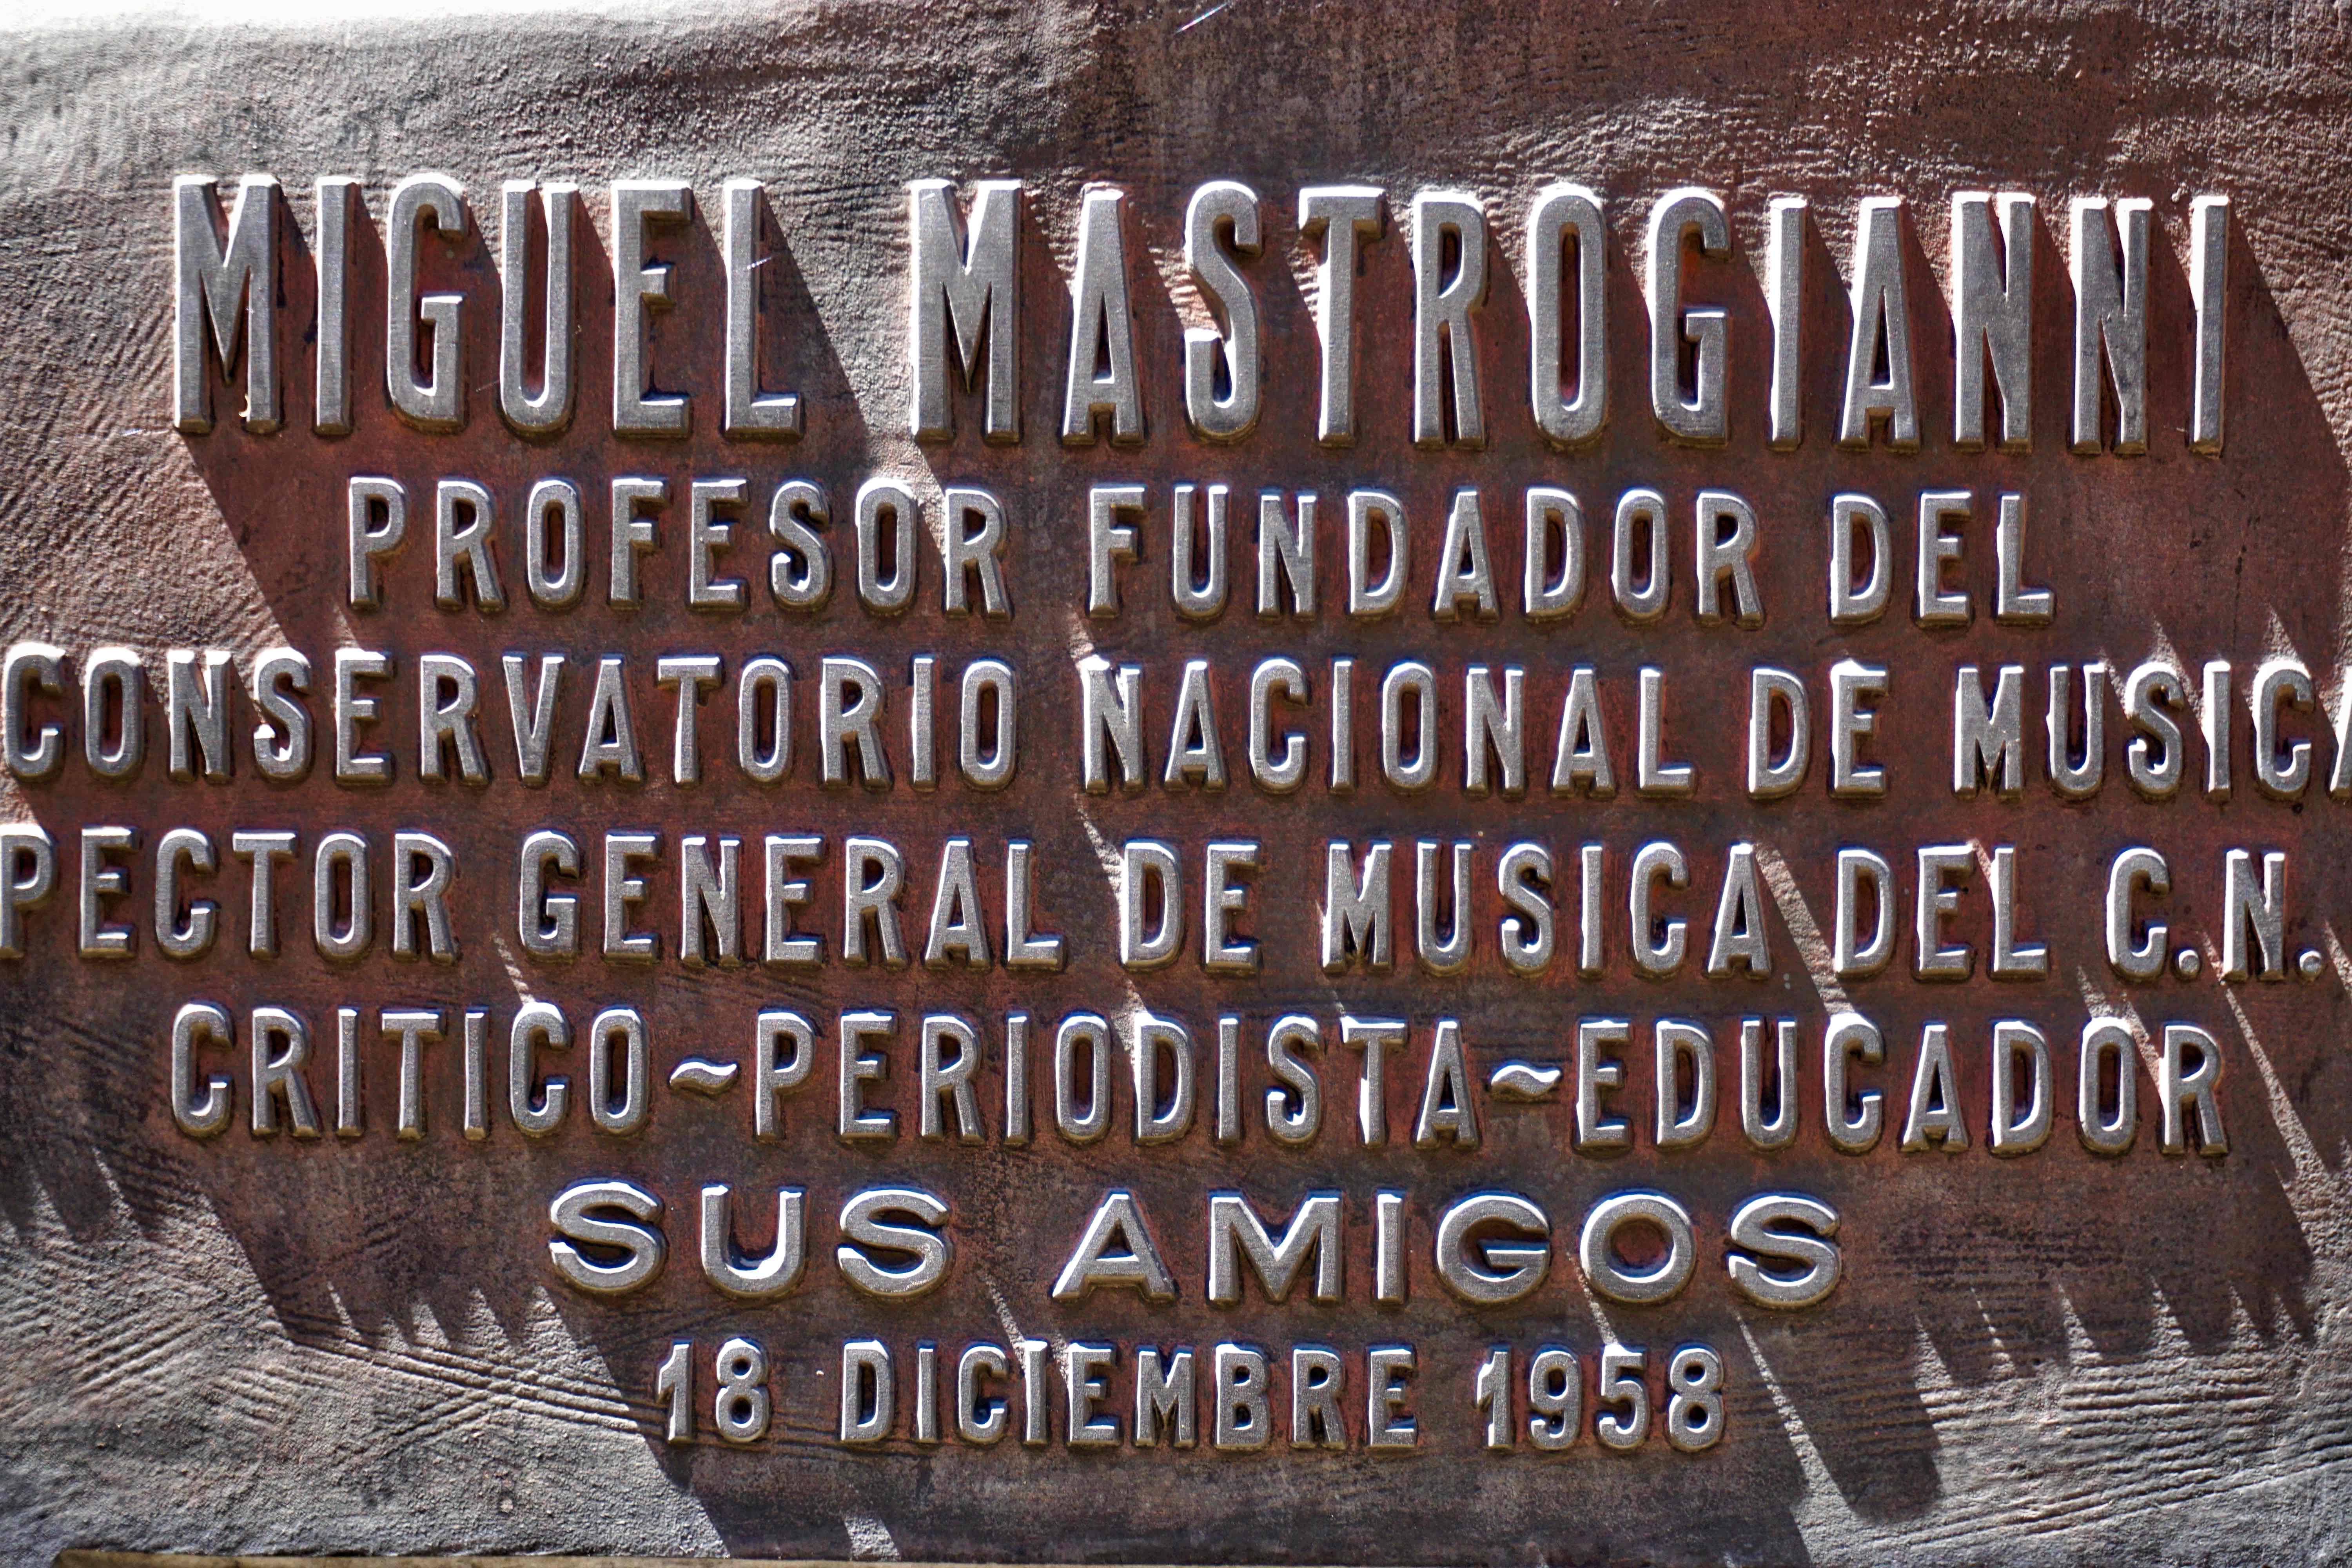 MIGUEL MASTROGIANNI
PROFESOR FUNDADOR DEL
CONSERVATORIO NACIONAL DE MUSICA
PECTOR GENERAL DE MUSICA DEL C.N.
CRITICO~PERIODISTA~EDUCADOR
SUS AMIGOS
18 DICIEMBRE 1958